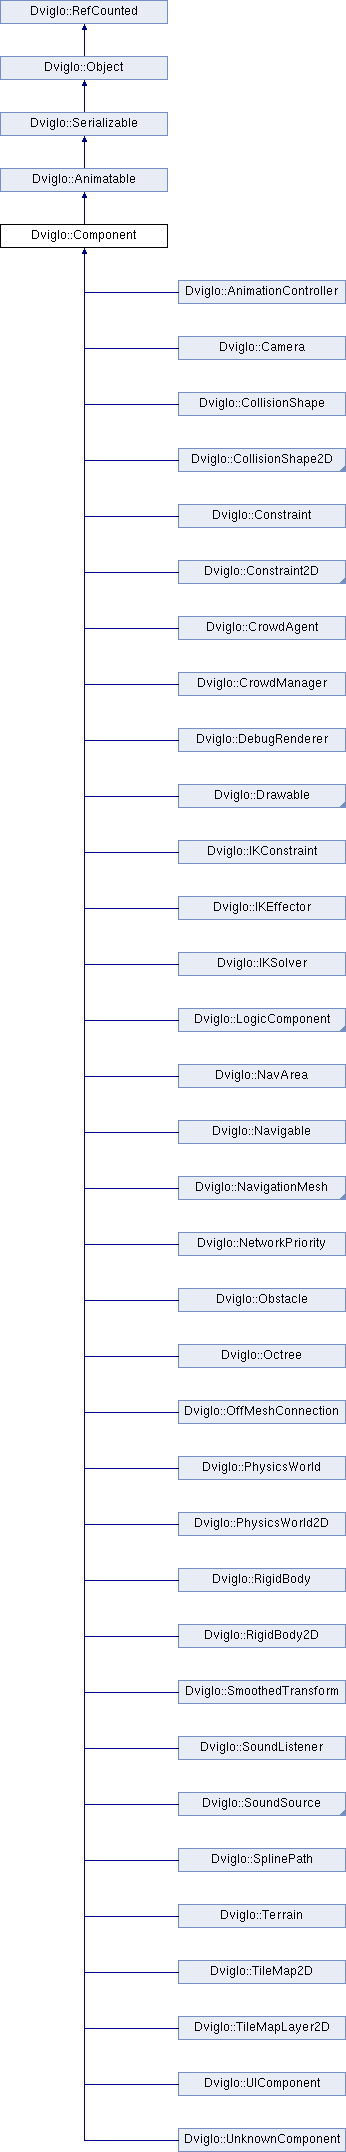 Dviglo::RefCounted
Dviglo::Object
Dviglo::Serializable
Dviglo::Animatable
Dviglo::Component
Dviglo::AnimationController
Dviglo::Camera
Dviglo::CollisionShape
Dviglo::CollisionShape2D
Dviglo::Constraint
Dviglo::Constraint2D
Dviglo::CrowdAgent
Dviglo::CrowdManager
Dviglo::DebugRenderer
Dviglo::Drawable
Dviglo::IKConstraint
Dviglo::IKEffector
Dviglo::IKSolver
Dviglo::LogicComponent
Dviglo::NavArea
Dviglo::Navigable
Dviglo::NavigationMesh
Dviglo::NetworkPriority
Dviglo::Obstacle
Dviglo::Octree
Dviglo::OffMeshConnection
Dviglo::PhysicsWorld
Dviglo::PhysicsWorld2D
Dviglo::RigidBody
Dviglo::RigidBody2D
Dviglo::SmoothedTransform
Dviglo::SoundListener
Dviglo::SoundSource
Dviglo::SplinePath
Dviglo::Terrain
Dviglo::TileMap2D
Dviglo::TileMapLayer2D
Dviglo::UIComponent
Dviglo::UnknownComponent